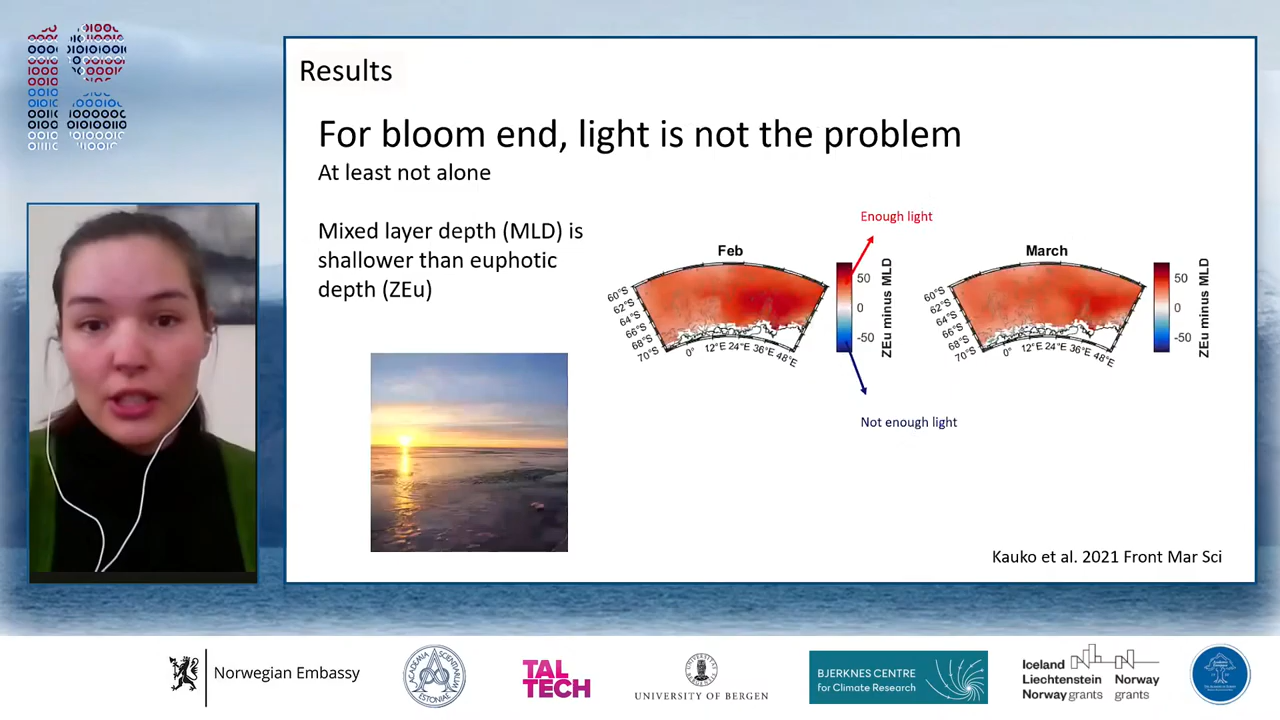 Results
For bloom end, light is not the problem
At least not alone
Mixed layer depth (MLD) is
shallower than euphotic
depth (ZEu)
Enough light
Feb
March
60°S
62°S
64°S
66°S
68°S
70°S
0°
12°E
24°E
36°E
48°E
50
0
-50
ZEu minus MLD
60°S
62°S
64°S
66°S
68°S
70°S
0°
12°E
24°E
36°E
48°E
50
0
-50
ZEu minus MLD
Not enough light
Kauko et al. 2021 Front Mar Sci
Norwegian Embassy
ACADEMIA SCIENTIARUM ESTONIAE
TAL
TECH
UNIVERSITY OF BERGEN
BJERKNES CENTRE
for Climate Research
Iceland
Liechtenstein
Norway grants
Norway
grants